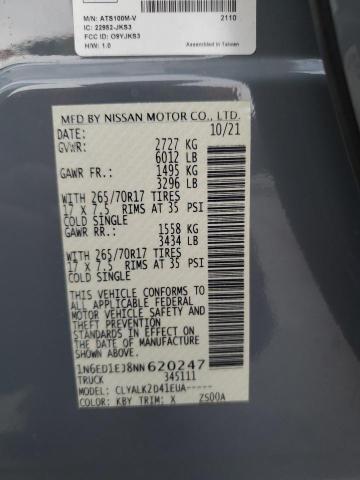 M/N: ATS100M-V 2110
IC: 22982-JKS3
FCC ID: O9YJKS3
H/W: 1.0 Assembled in Taiwan
MFD BY NISSAN MOTOR CO., LTD.
DATE: 10/21
GVWR: 2727 KG
6012 LB
GAWR FR: 1495 KG
3296 LB
WITH 265/70R17 TIRES
17 X 7.5 RIMS AT 35 PSI
COLD SINGLE
GAWR RR: 1558 KG
3434 LB
WITH 265/70R17 TIRES
17 X 7.5 RIMS AT 35 PSI
COLD SINGLE
THIS VEHICLE CONFORMS TO
ALL APPLICABLE FEDERAL
MOTOR VEHICLE SAFETY AND
THEFT PREVENTION
STANDARDS IN EFFECT ON THE
DATE OF MANUFACTURE
SHOWN ABOVE.
1N6ED1EJ8NN620247
TRUCK 345111
MODEL: CLYALK2D41EUA-----
COLOR: KBY TRIM: X ZS00A